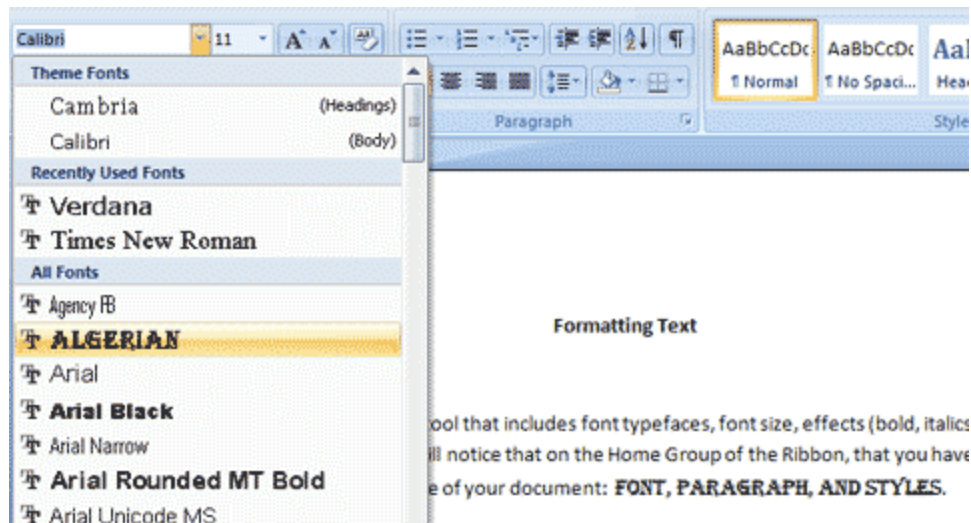 Calibri 11
AaBbCcDc AaBbCcDc
¶ Normal ¶ No Spaci...
Paragraph
Theme Fonts
Cambria (Headings)
Calibri (Body)
Recently Used Fonts
Verdana
Times New Roman
All Fonts
Agency FB
ALGERIAN
Arial
Arial Black
Arial Narrow
Arial Rounded MT Bold
Arial Unicode MS
Formatting Text
that includes font typefaces, font size, effects (bold, italics
notice that on the Home Group of the Ribbon, that you have
of your document: FONT, PARAGRAPH, AND STYLES.